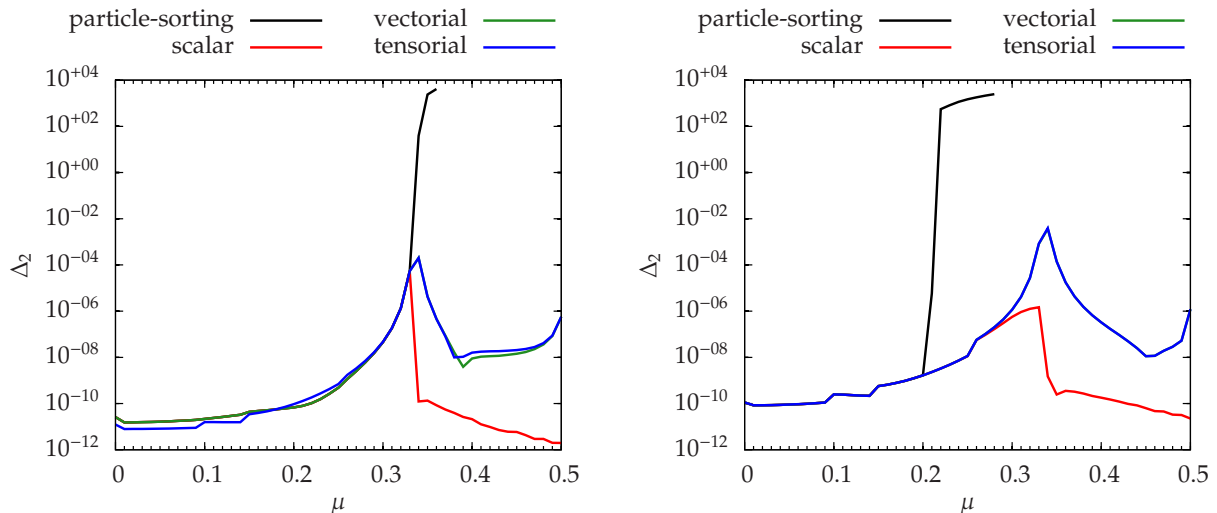 particle-sorting vectorial
scalar tensorial
10^{+04}
10^{+02}
10^{+00}
10^{−02}
10^{−04}
10^{−06}
10^{−08}
10^{−10}
10^{−12}
Δ_2
0 0.1 0.2 0.3 0.4 0.5
μ
particle-sorting vectorial
scalar tensorial
10^{+04}
10^{+02}
10^{+00}
10^{−02}
10^{−04}
10^{−06}
10^{−08}
10^{−10}
10^{−12}
Δ_2
0 0.1 0.2 0.3 0.4 0.5
μ